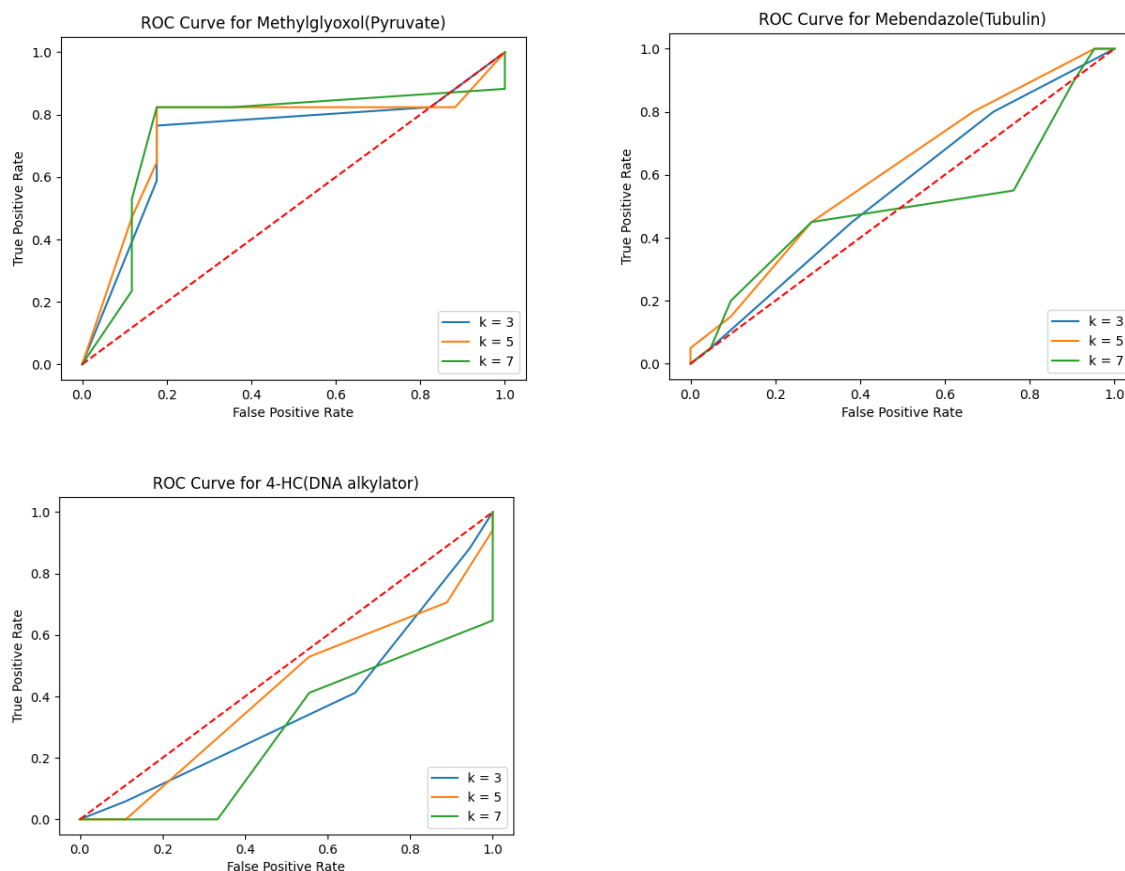 ROC Curve for Methylglyoxol(Pyruvate)
True Positive Rate
1.0
0.8
0.6
0.4
0.2
0.0
0.0 0.2 0.4 0.6 0.8 1.0
False Positive Rate
k = 3
k = 5
k = 7
ROC Curve for Mebendazole(Tubulin)
True Positive Rate
1.0
0.8
0.6
0.4
0.2
0.0
0.0 0.2 0.4 0.6 0.8 1.0
False Positive Rate
k = 3
k = 5
k = 7
ROC Curve for 4-HC(DNA alkylator)
True Positive Rate
1.0
0.8
0.6
0.4
0.2
0.0
0.0 0.2 0.4 0.6 0.8 1.0
False Positive Rate
k = 3
k = 5
k = 7